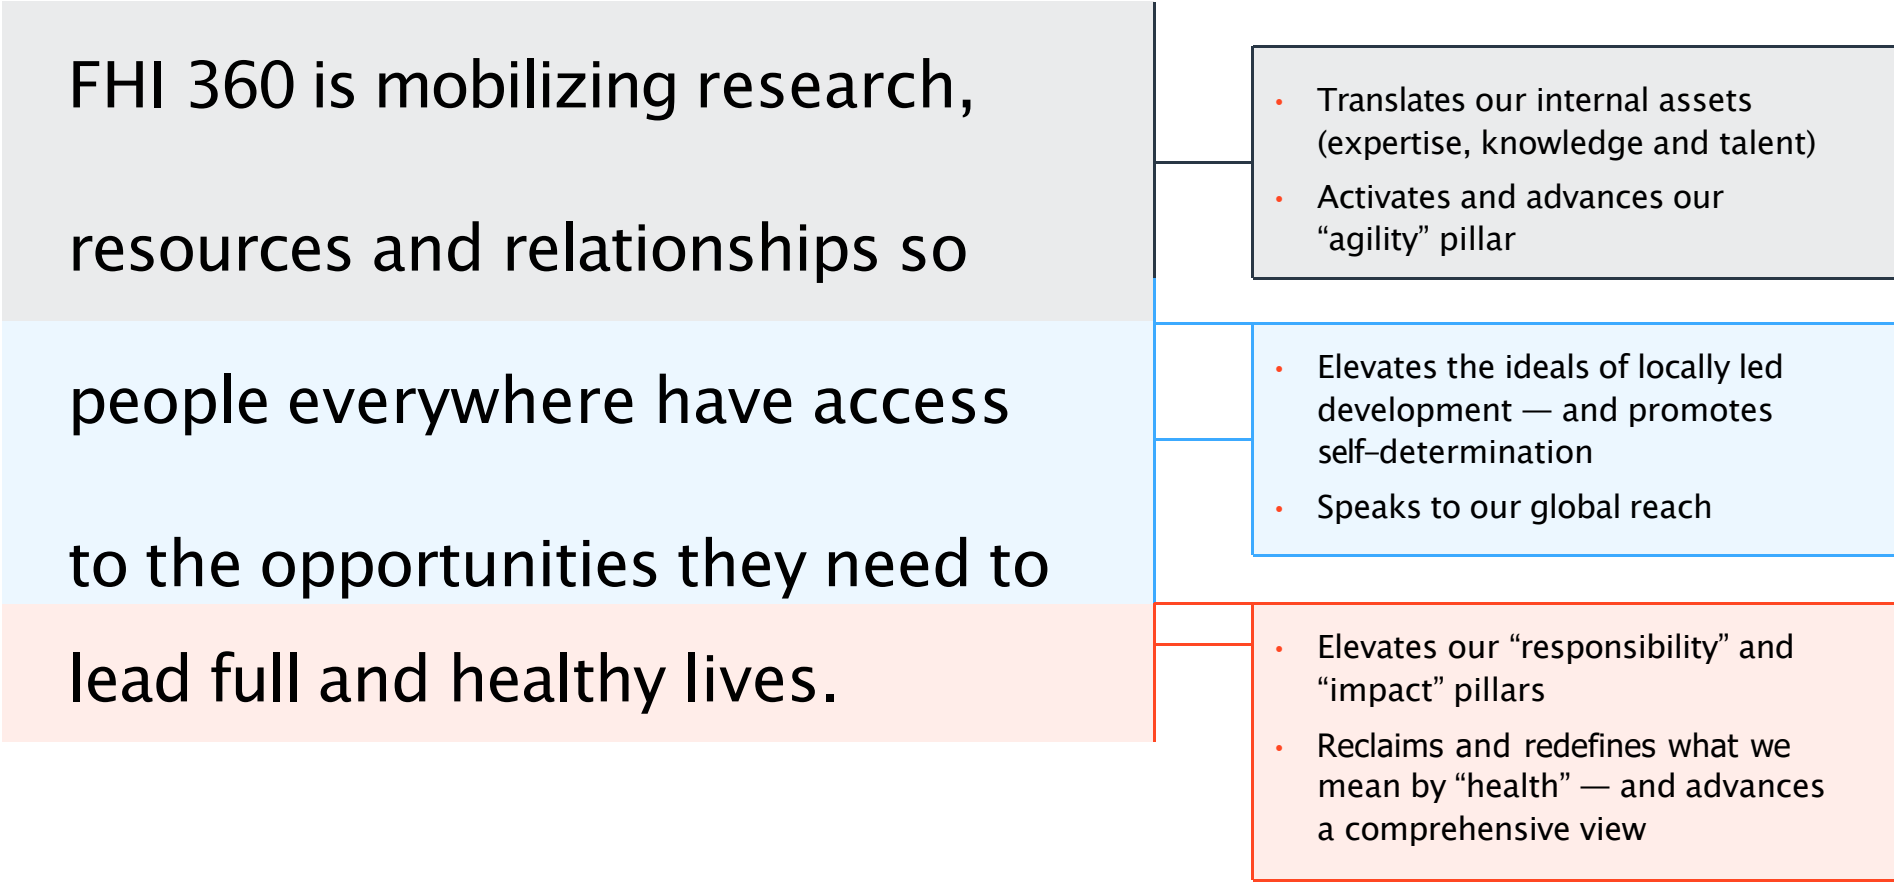 FHI 360 is mobilizing research,
resources and relationships so
people everywhere have access
to the opportunities they need to
lead full and healthy lives.
• Translates our internal assets
(expertise, knowledge and talent)
• Activates and advances our
“agility” pillar
• Elevates the ideals of locally led
development — and promotes
self–determination
• Speaks to our global reach
• Elevates our “responsibility” and
“impact” pillars
• Reclaims and redefines what we
mean by “health” — and advances
a comprehensive view